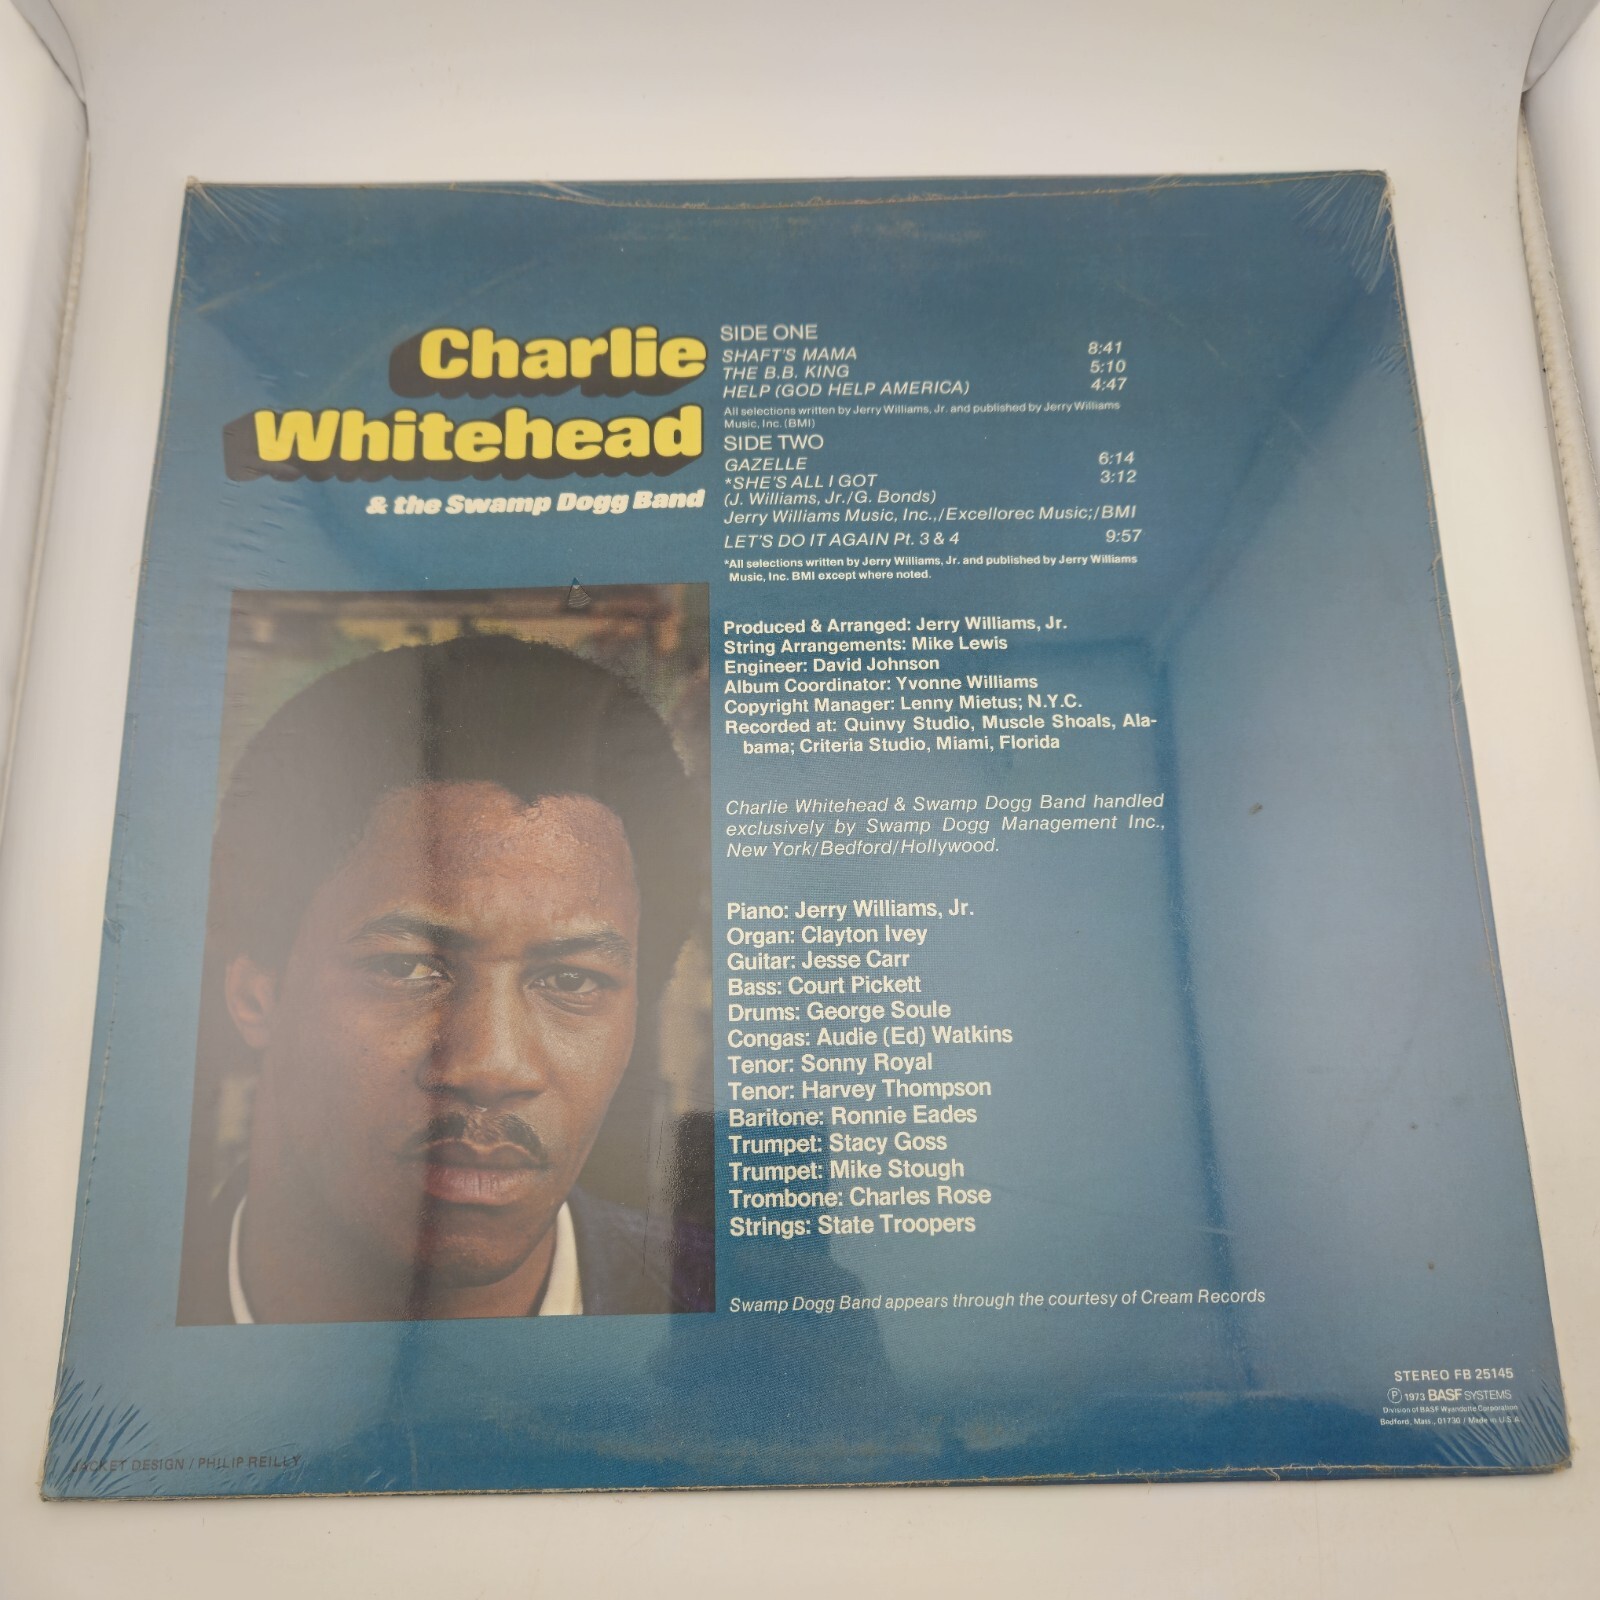 Charlie
Whitehead
& the Swamp Dogg Band
SIDE ONE
SHAFT'S MAMA 8:41
THE B.B. KING 5:10
HELP (GOD HELP AMERICA) 4:47
All selections written by Jerry Williams, Jr. and published by Jerry Williams
Music, Inc. (BMI)
SIDE TWO
GAZELLE 6:14
*SHE'S ALL I GOT 3:12
(J. Williams, Jr./G. Bonds)
Jerry Williams Music, Inc.,/Excellorec Music;/BMI
LET'S DO IT AGAIN Pt. 3 & 4 9:57
*All selections written by Jerry Williams, Jr. and published by Jerry Williams
Music, Inc. BMI except where noted.
Produced & Arranged: Jerry Williams, Jr.
String Arrangements: Mike Lewis
Engineer: David Johnson
Album Coordinator: Yvonne Williams
Copyright Manager: Lenny Mietus; N.Y.C.
Recorded at: Quinvy Studio, Muscle Shoals, Ala-
bama; Criteria Studio, Miami, Florida
Charlie Whitehead & Swamp Dogg Band handled
exclusively by Swamp Dogg Management Inc.,
New York/Bedford/Hollywood.
Piano: Jerry Williams, Jr.
Organ: Clayton Ivey
Guitar: Jesse Carr
Bass: Court Pickett
Drums: George Soule
Congas: Audie (Ed) Watkins
Tenor: Sonny Royal
Tenor: Harvey Thompson
Baritone: Ronnie Eades
Trumpet: Stacy Goss
Trumpet: Mike Stough
Trombone: Charles Rose
Strings: State Troopers
Swamp Dogg Band appears through the courtesy of Cream Records
STEREO FB 25145
℗ 1973 BASF SYSTEMS
Division of BASF Wyandotte Corporation
Bedford, Mass., 01730 / Made in U.S.A.
JACKET DESIGN / PHILIP REILLY